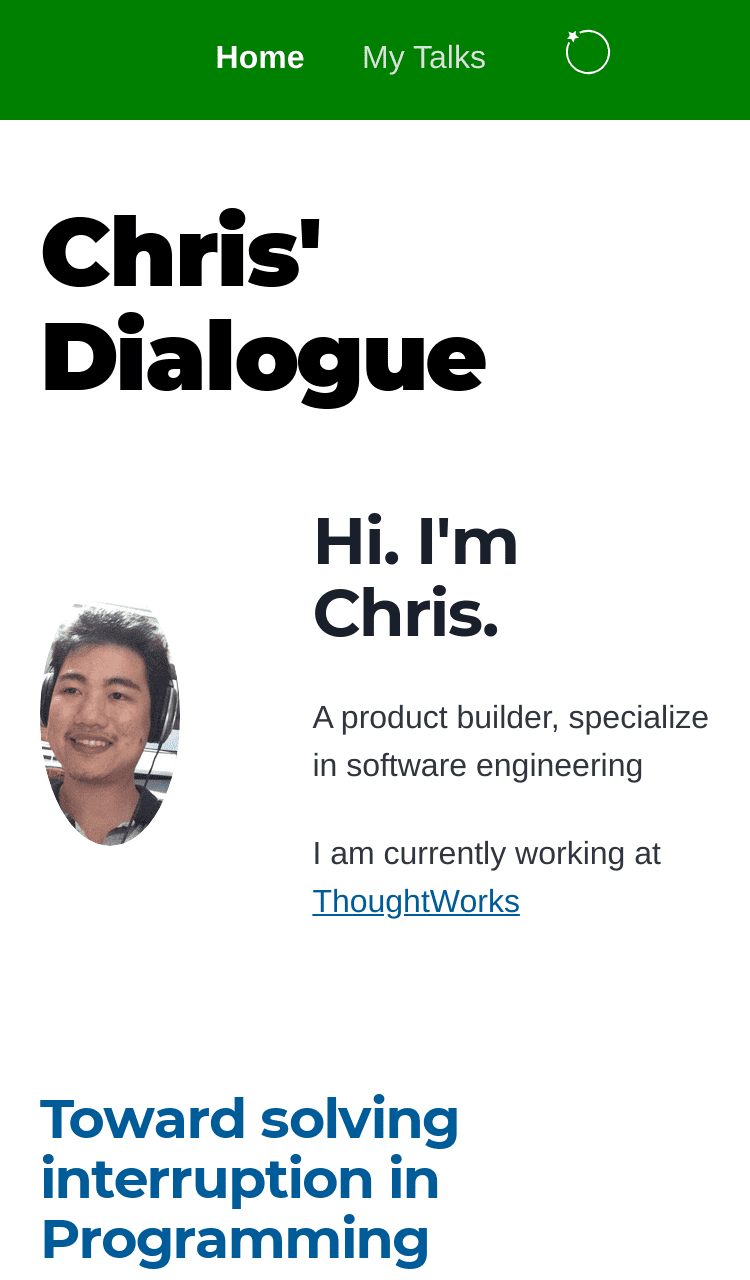 Home My Talks
Chris'
Dialogue
Hi. I'm
Chris.
A product builder, specialize
in software engineering
I am currently working at
ThoughtWorks
Toward solving
interruption in
Programming